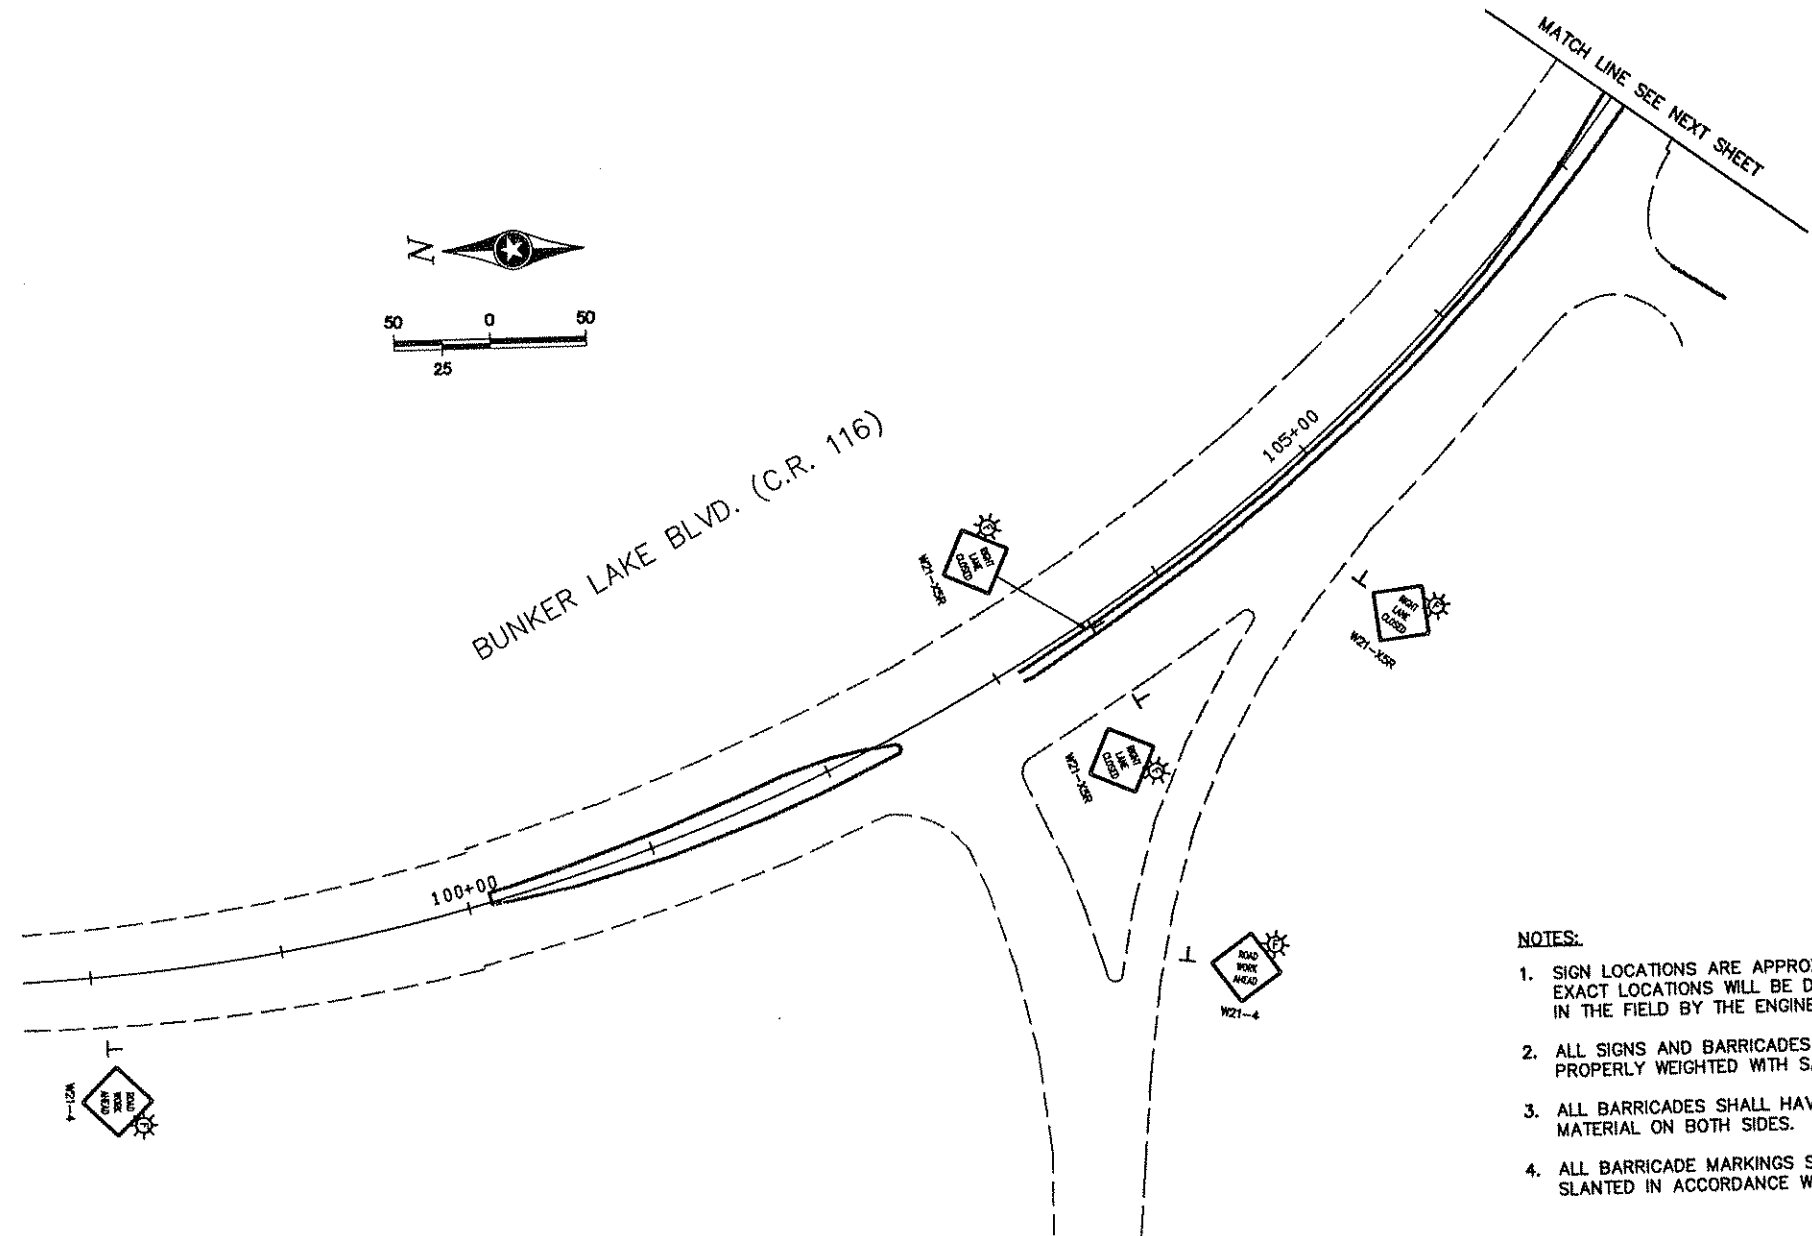 MATCH LINE SEE NEXT SHEET
N
50 0 50
25
BUNKER LAKE BLVD. (C.R. 116)
105+00
RIGHT
LANE
CLOSED
W21-X5R
RIGHT
LANE
CLOSED
W21-X5R
RIGHT
LANE
CLOSED
W21-X5R
100+00
ROAD
WORK
AHEAD
W21-4
ROAD
WORK
AHEAD
W21-4
F
F
F
F
F
NOTES:
1. SIGN LOCATIONS ARE APPRO
EXACT LOCATIONS WILL BE D
IN THE FIELD BY THE ENGINE
2. ALL SIGNS AND BARRICADES
PROPERLY WEIGHTED WITH S
3. ALL BARRICADES SHALL HAV
MATERIAL ON BOTH SIDES.
4. ALL BARRICADE MARKINGS S
SLANTED IN ACCORDANCE W